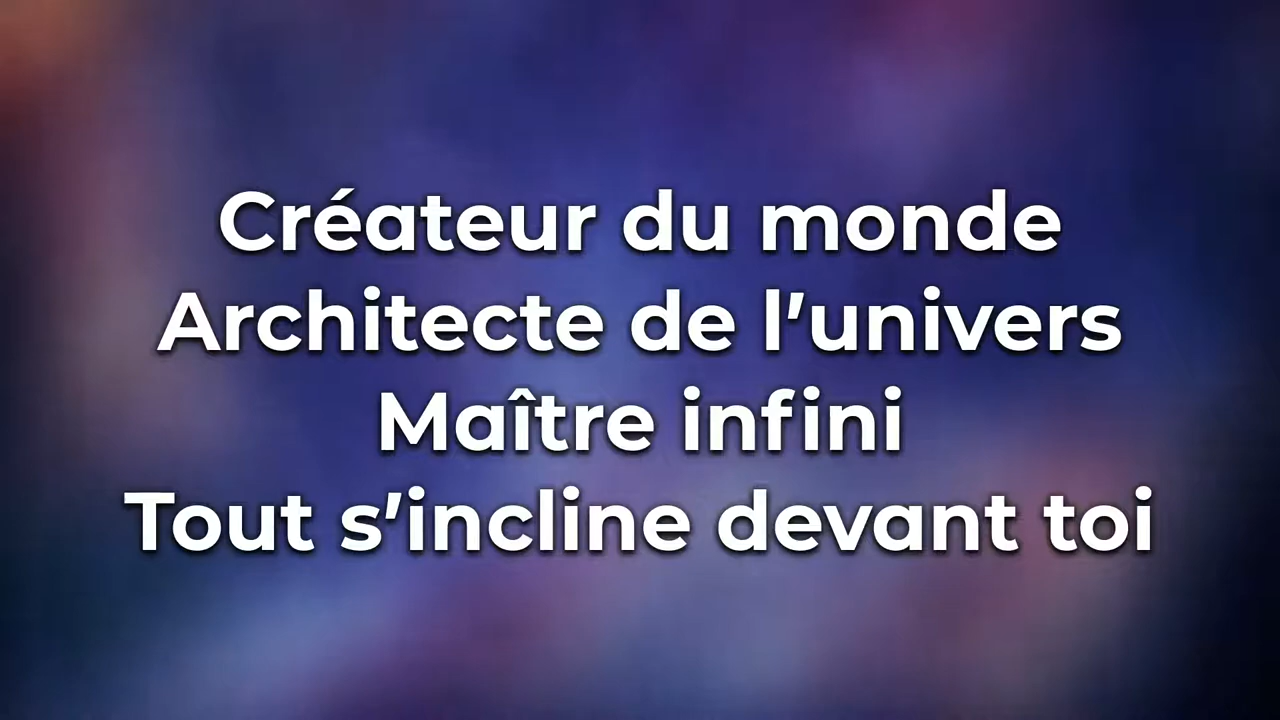 Créateur du monde
Architecte de l’univers
Maître infini
Tout s’incline devant toi